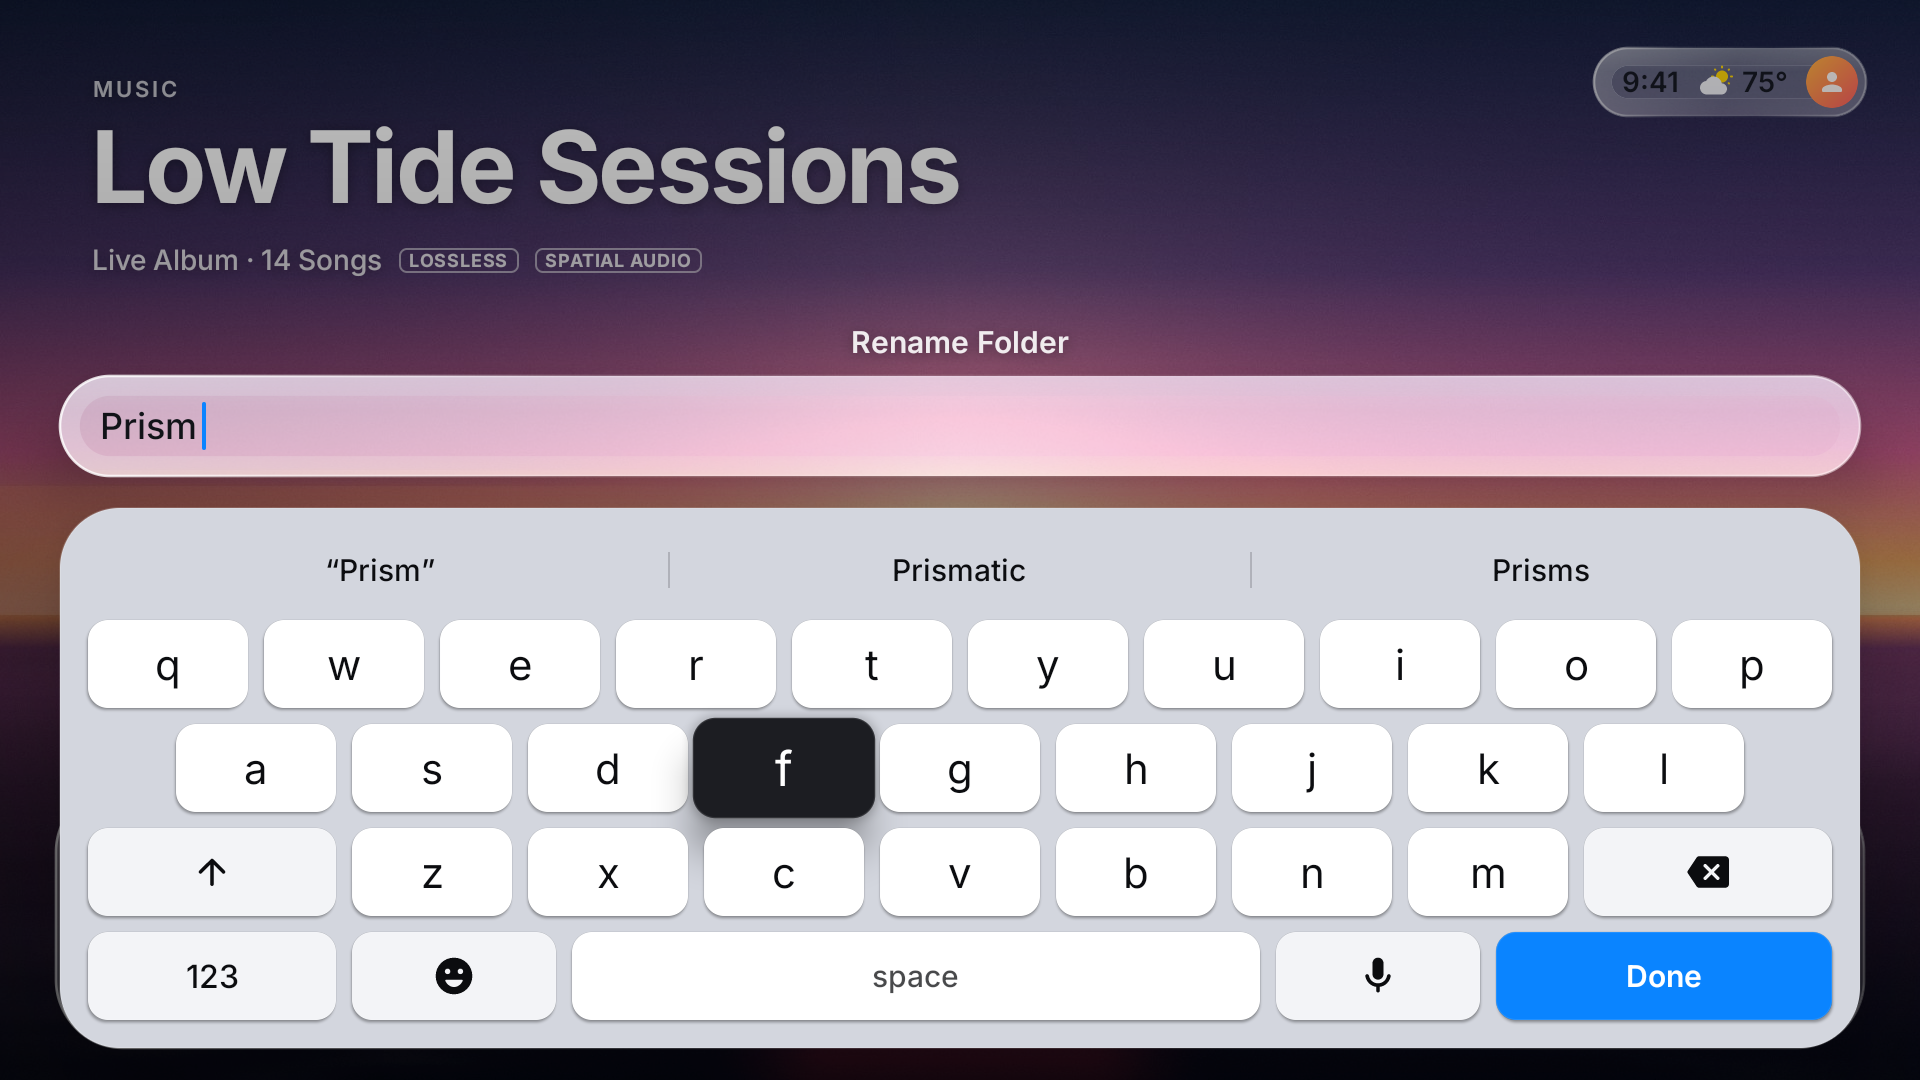 MUSIC
9:41 75°
Low Tide Sessions
Live Album · 14 Songs LOSSLESS SPATIAL AUDIO
Rename Folder
Prism
“Prism” Prismatic Prisms
q w e r t y u i o p
a s d f g h j k l
z x c v b n m
123 space Done